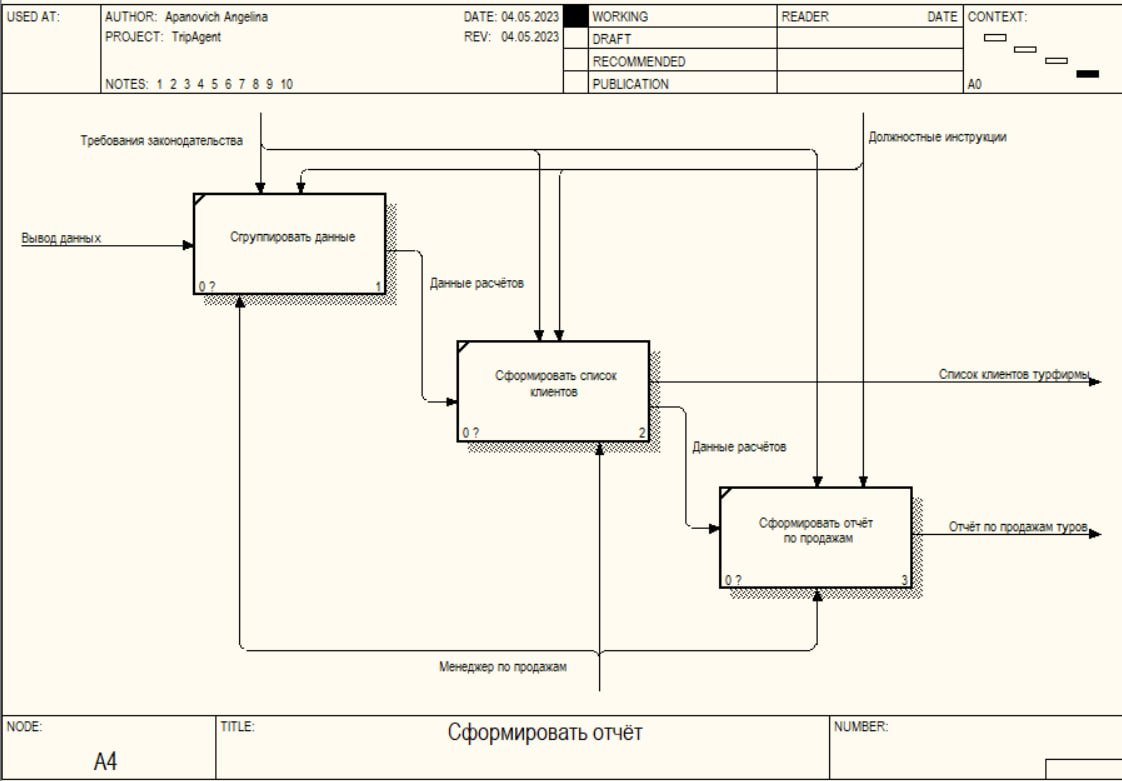 USED AT:
AUTHOR: Apanovich Angelina
DATE: 04.05.2023
PROJECT: TripAgent
REV: 04.05.2023
NOTES: 1 2 3 4 5 6 7 8 9 10
WORKING
DRAFT
RECOMMENDED
PUBLICATION
READER
DATE
CONTEXT:
A0
Требования законодательства
Должностные инструкции
Вывод данных
Сгруппировать данные
0 ?
1
Данные расчётов
Сформировать список
клиентов
0 ?
2
Список клиентов турфирмы
Данные расчётов
Сформировать отчёт
по продажам
0 ?
3
Отчёт по продажам туров
Менеджер по продажам
NODE:
A4
TITLE:
Сформировать отчёт
NUMBER: